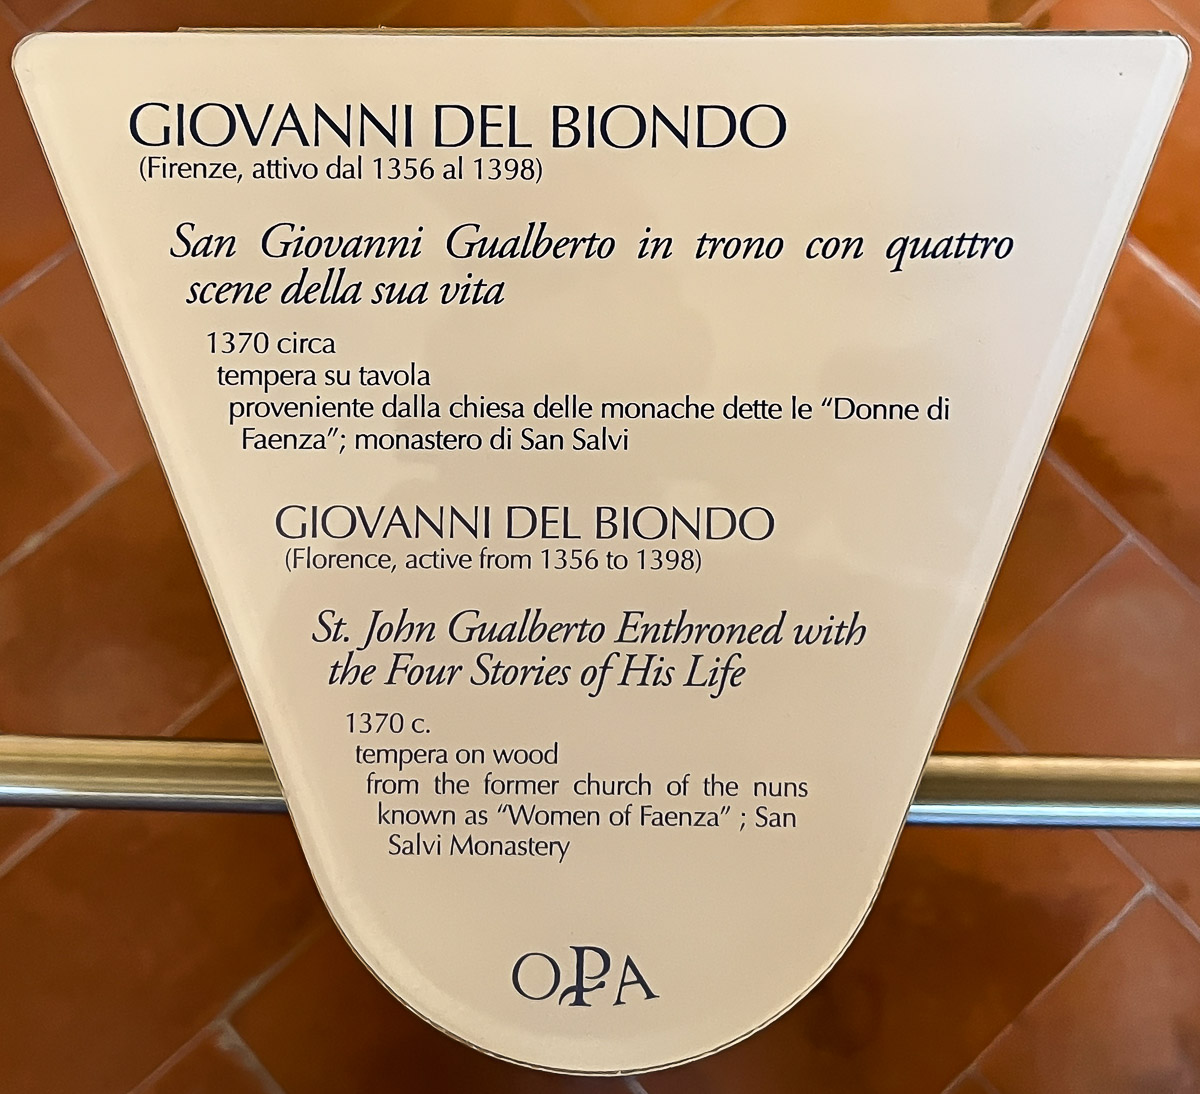 GIOVANNI DEL BIONDO
(Firenze, attivo dal 1356 al 1398)
San Giovanni Gualberto in trono con quattro
scene della sua vita
1370 circa
tempera su tavola
proveniente dalla chiesa delle monache dette le “Donne di
Faenza”; monastero di San Salvi
GIOVANNI DEL BIONDO
(Florence, active from 1356 to 1398)
St. John Gualberto Enthroned with
the Four Stories of His Life
1370 c.
tempera on wood
from the former church of the nuns
known as “Women of Faenza” ; San
Salvi Monastery
OPA